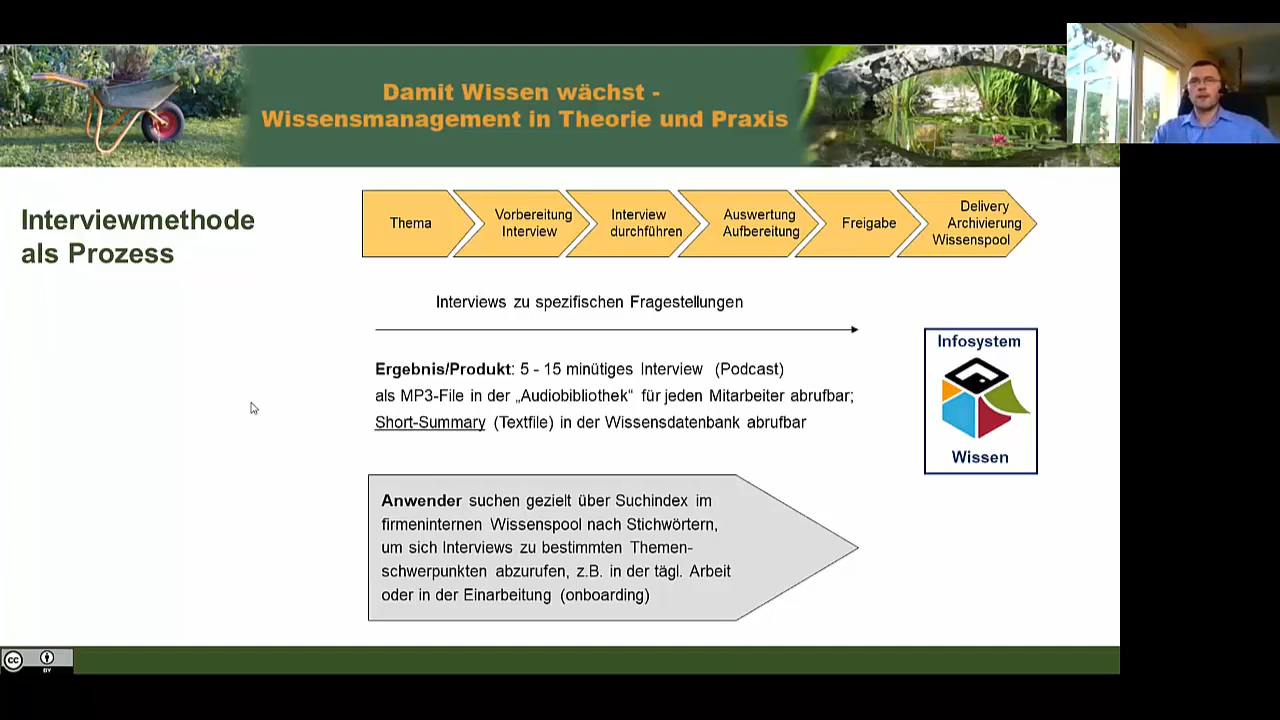 Damit Wissen wächst -
Wissensmanagement in Theorie und Praxis
Interviewmethode
als Prozess
Thema
Vorbereitung
Interview
Interview
durchführen
Auswertung
Aufbereitung
Freigabe
Delivery
Archivierung
Wissenspool
Interviews zu spezifischen Fragestellungen
Ergebnis/Produkt: 5 - 15 minütiges Interview (Podcast)
als MP3-File in der „Audiobibliothek“ für jeden Mitarbeiter abrufbar;
Short-Summary (Textfile) in der Wissensdatenbank abrufbar
Infosystem
Wissen
Anwender suchen gezielt über Suchindex im
firmeninternen Wissenspool nach Stichwörtern,
um sich Interviews zu bestimmten Themen-
schwerpunkten abzurufen, z.B. in der tägl. Arbeit
oder in der Einarbeitung (onboarding)
cc
BY